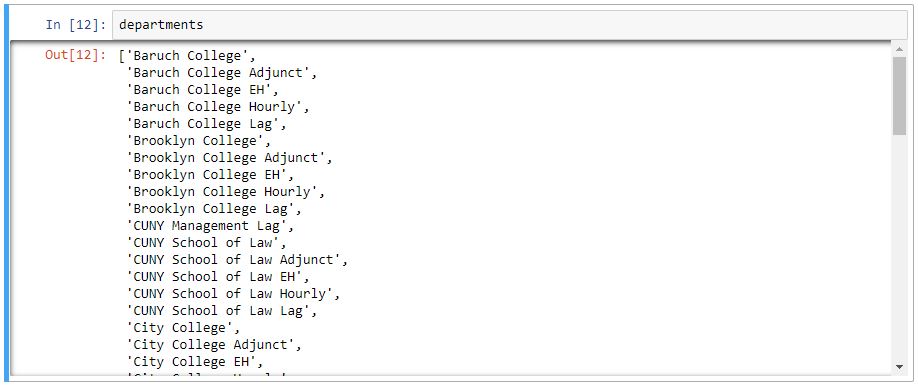 In [12]: departments
Out[12]: ['Baruch College',
'Baruch College Adjunct',
'Baruch College EH',
'Baruch College Hourly',
'Baruch College Lag',
'Brooklyn College',
'Brooklyn College Adjunct',
'Brooklyn College EH',
'Brooklyn College Hourly',
'Brooklyn College Lag',
'CUNY Management Lag',
'CUNY School of Law',
'CUNY School of Law Adjunct',
'CUNY School of Law EH',
'CUNY School of Law Hourly',
'CUNY School of Law Lag',
'City College',
'City College Adjunct',
'City College EH',